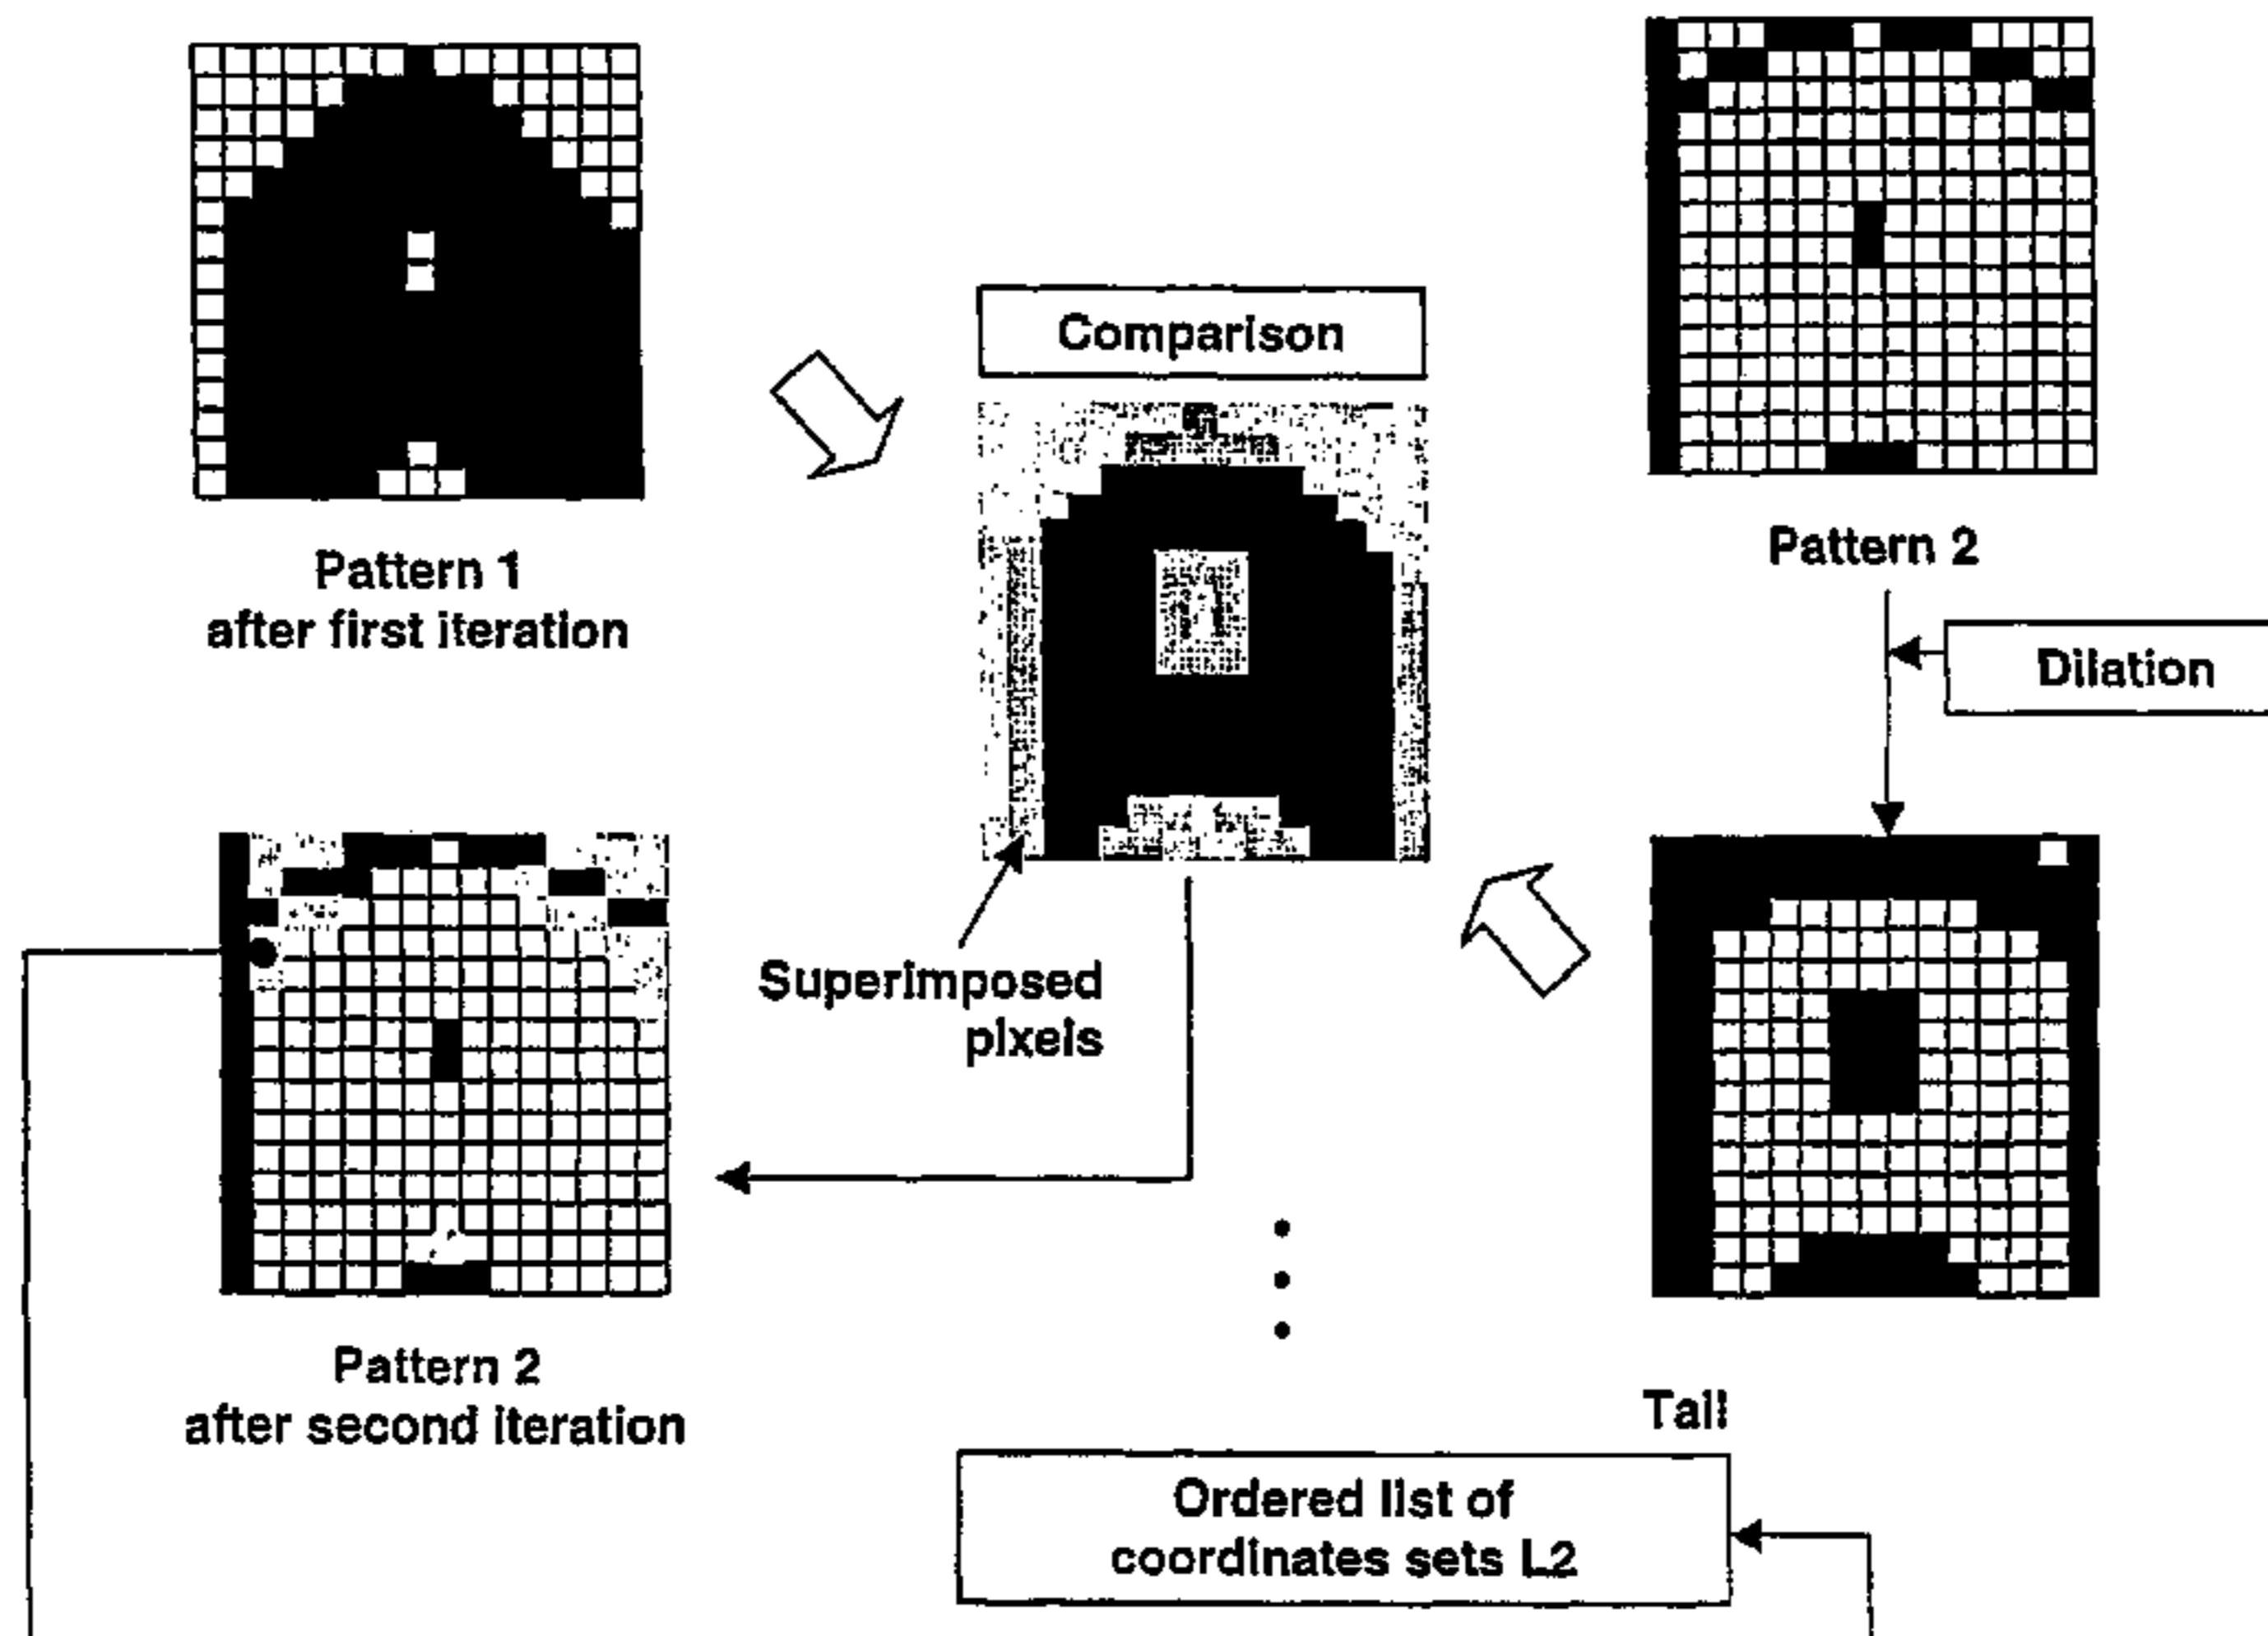 Comparison
Pattern 1
after first iteration
Pattern 2
Dilation
Superimposed
pixels
Pattern 2
after second iteration
Tail
Ordered list of
coordinates sets L2